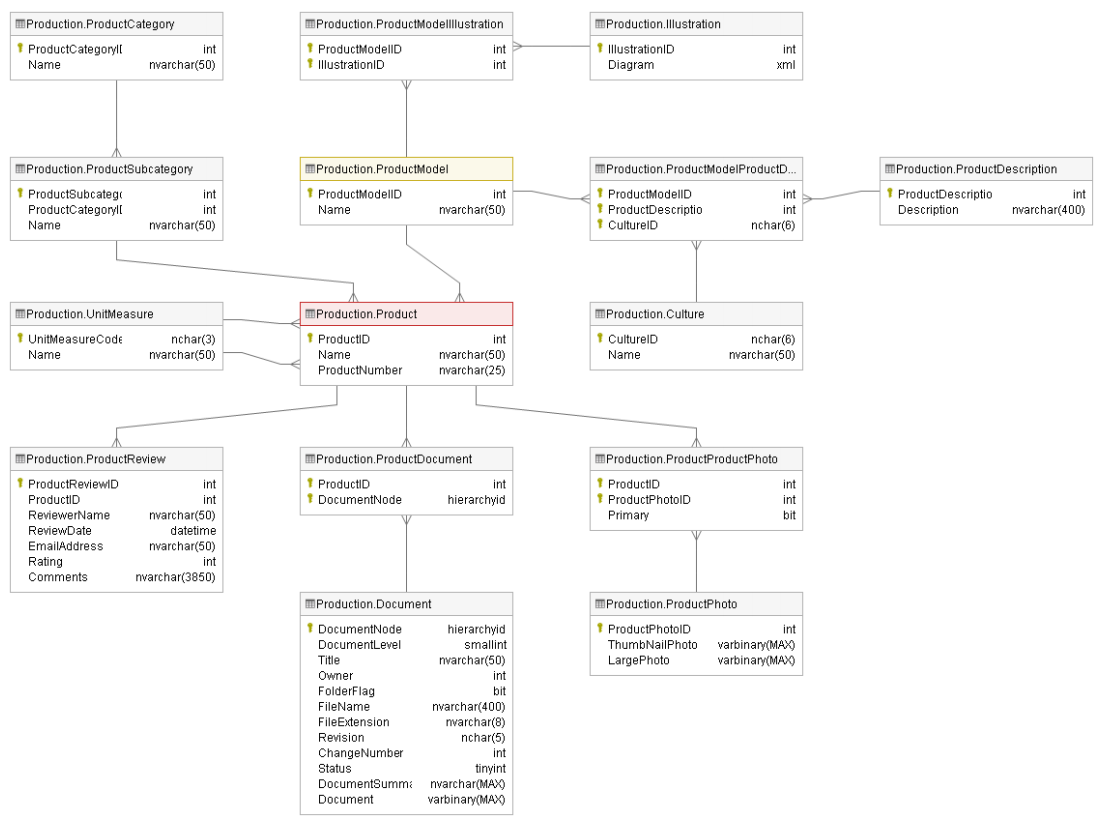 Production.ProductCategory
ProductCategoryI int
Name nvarchar(50)
Production.ProductModelIllustration
ProductModelID int
IllustrationID int
Production.Illustration
IllustrationID int
Diagram xml
Production.ProductSubcategory
ProductSubcateg int
ProductCategoryI int
Name nvarchar(50)
Production.ProductModel
ProductModelID int
Name nvarchar(50)
Production.ProductModelProductD...
ProductModelID int
ProductDescriptio int
CultureID nchar(6)
Production.ProductDescription
ProductDescriptio int
Description nvarchar(400)
Production.UnitMeasure
UnitMeasureCode nchar(3)
Name nvarchar(50)
Production.Product
ProductID int
Name nvarchar(50)
ProductNumber nvarchar(25)
Production.Culture
CultureID nchar(6)
Name nvarchar(50)
Production.ProductReview
ProductReviewID int
ProductID int
ReviewerName nvarchar(50)
ReviewDate datetime
EmailAddress nvarchar(50)
Rating int
Comments nvarchar(3850)
Production.ProductDocument
ProductID int
DocumentNode hierarchyid
Production.ProductProductPhoto
ProductID int
ProductPhotoID int
Primary bit
Production.Document
DocumentNode hierarchyid
DocumentLevel smallint
Title nvarchar(50)
Owner int
FolderFlag bit
FileName nvarchar(400)
FileExtension nvarchar(8)
Revision nchar(5)
ChangeNumber int
Status tinyint
DocumentSumm nvarchar(MAX)
Document varbinary(MAX)
Production.ProductPhoto
ProductPhotoID int
ThumbNailPhoto varbinary(MAX)
LargePhoto varbinary(MAX)